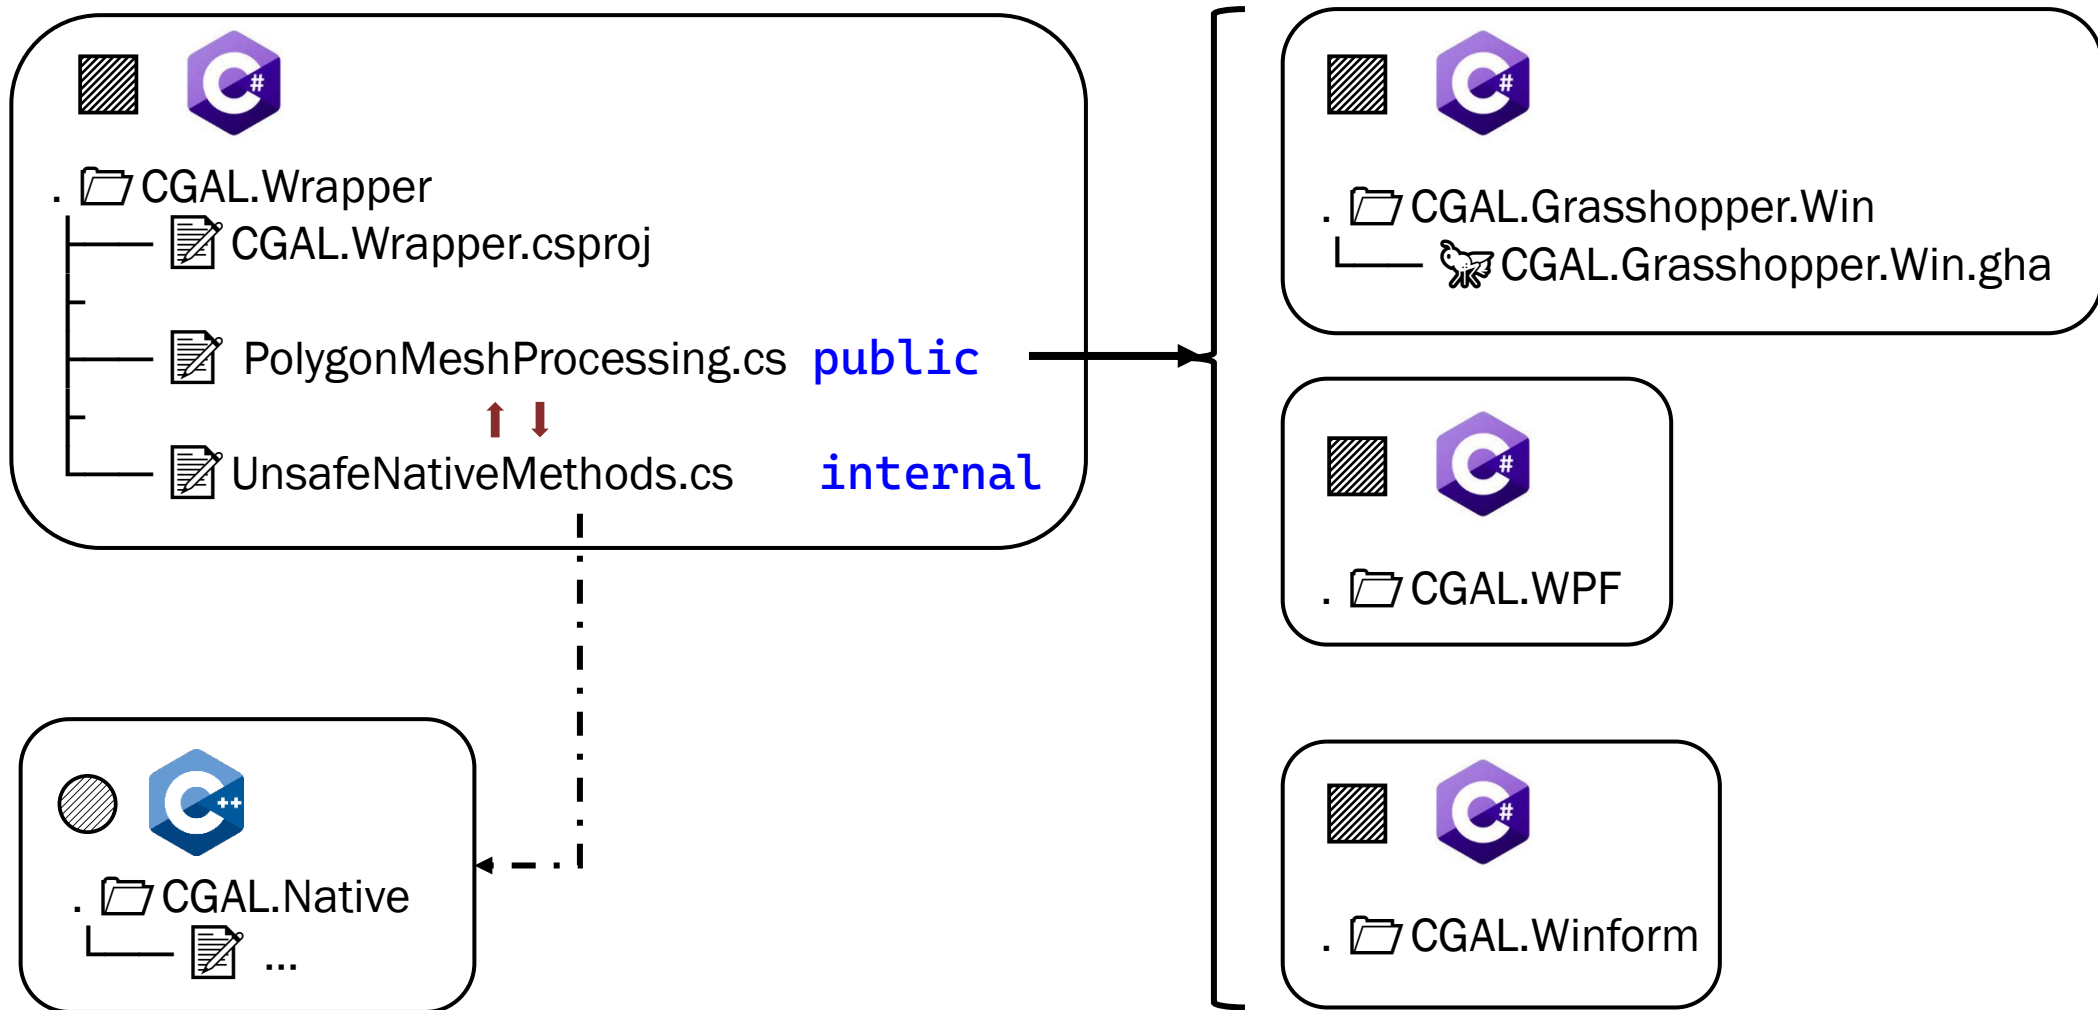 C#
. CGAL.Wrapper
CGAL.Wrapper.csproj
PolygonMeshProcessing.cs public
UnsafeNativeMethods.cs internal
C++
. CGAL.Native
...
C#
. CGAL.Grasshopper.Win
CGAL.Grasshopper.Win.gha
C#
. CGAL.WPF
C#
. CGAL.Winform